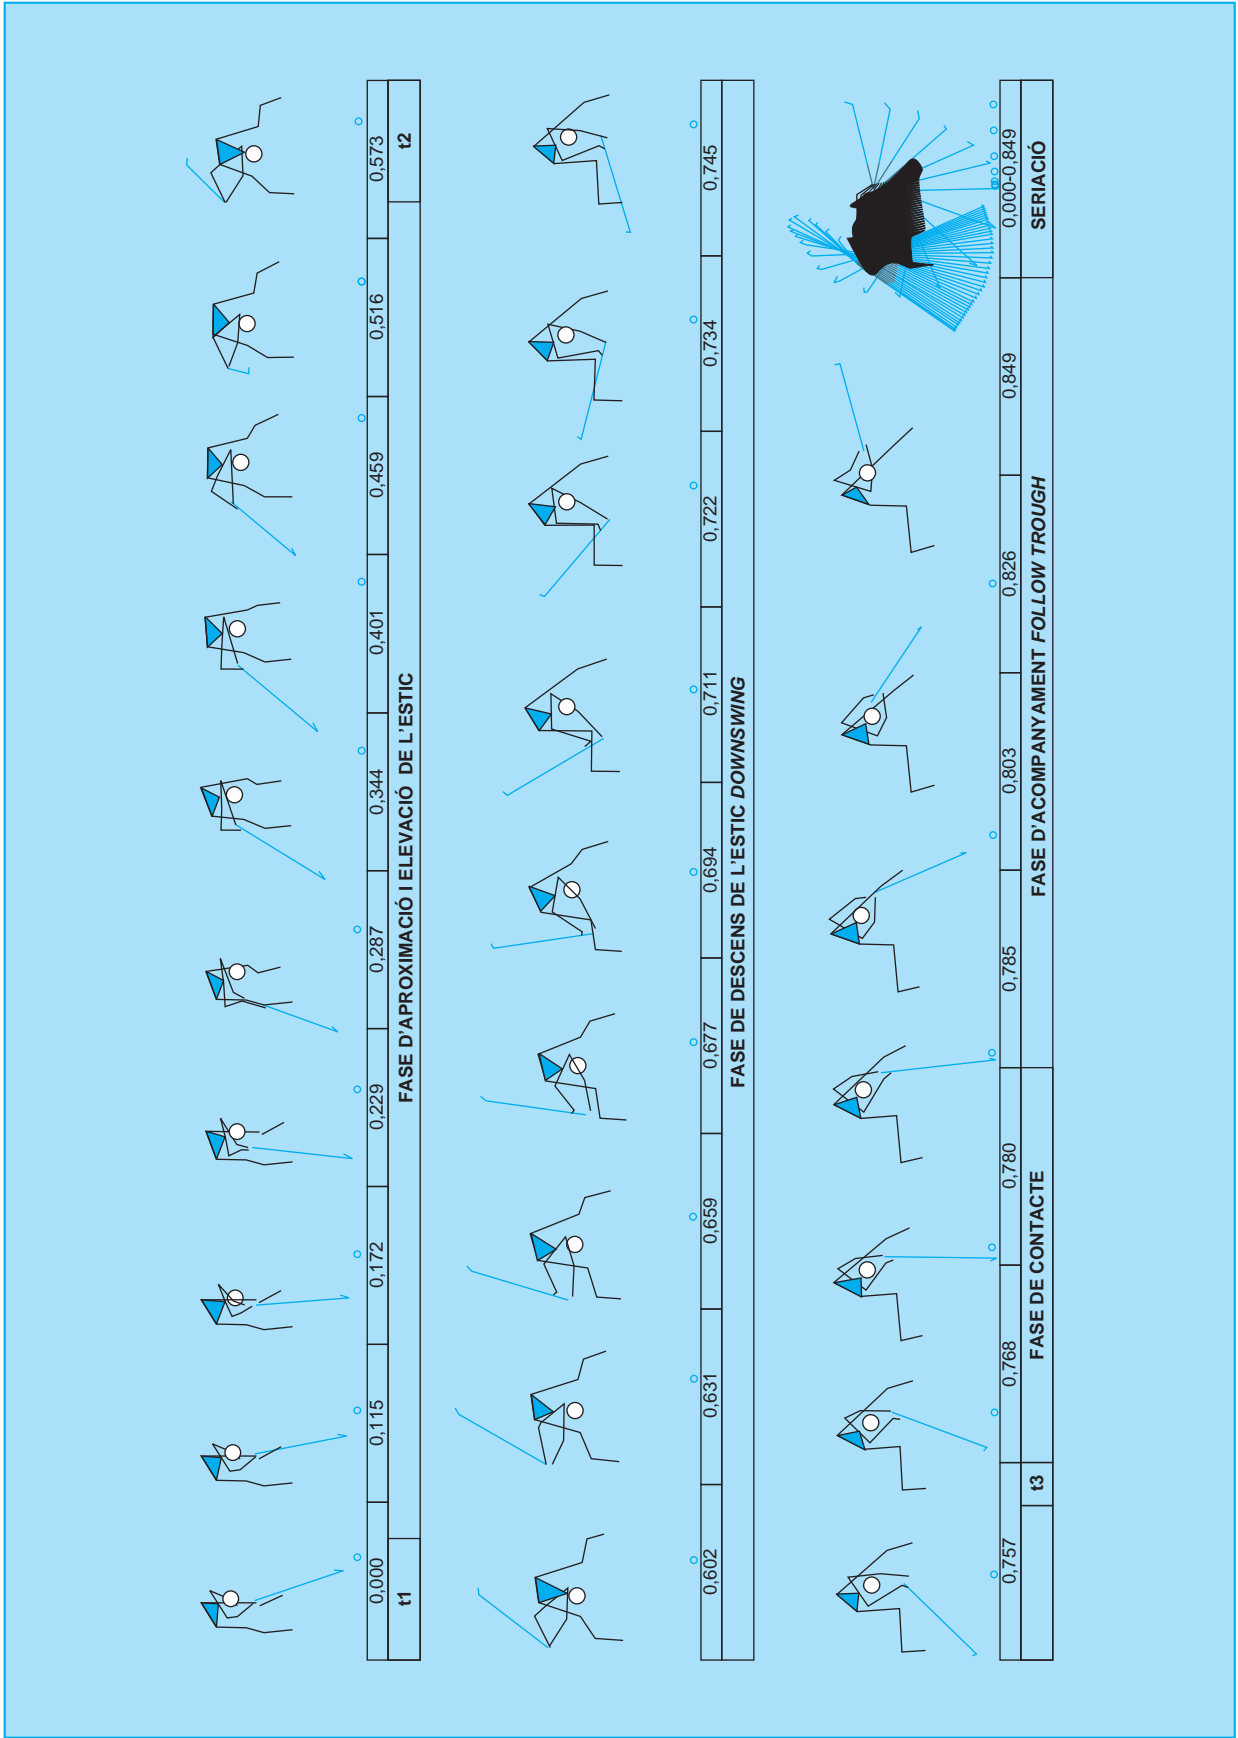 0,000 0,115 0,172 0,229 0,287 0,344 0,401 0,459 0,516 0,573
t1 FASE D'APROXIMACIÓ I ELEVACIÓ DE L'ESTIC t2
0,602 0,631 0,659 0,677 0,694 0,711 0,722 0,734 0,745
FASE DE DESCENS DE L'ESTIC DOWNSWING
0,757 0,768 0,780 0,785 0,803 0,826 0,849 0,000-0,849
t3 FASE DE CONTACTE FASE D'ACOMPANYAMENT FOLLOW TROUGH SERIACIÓ